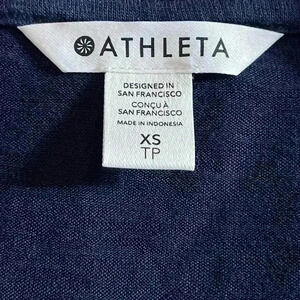 ATHLETA
DESIGNED IN
SAN FRANCISCO
CONÇU À
SAN FRANCISCO
MADE IN INDONESIA
XS
TP